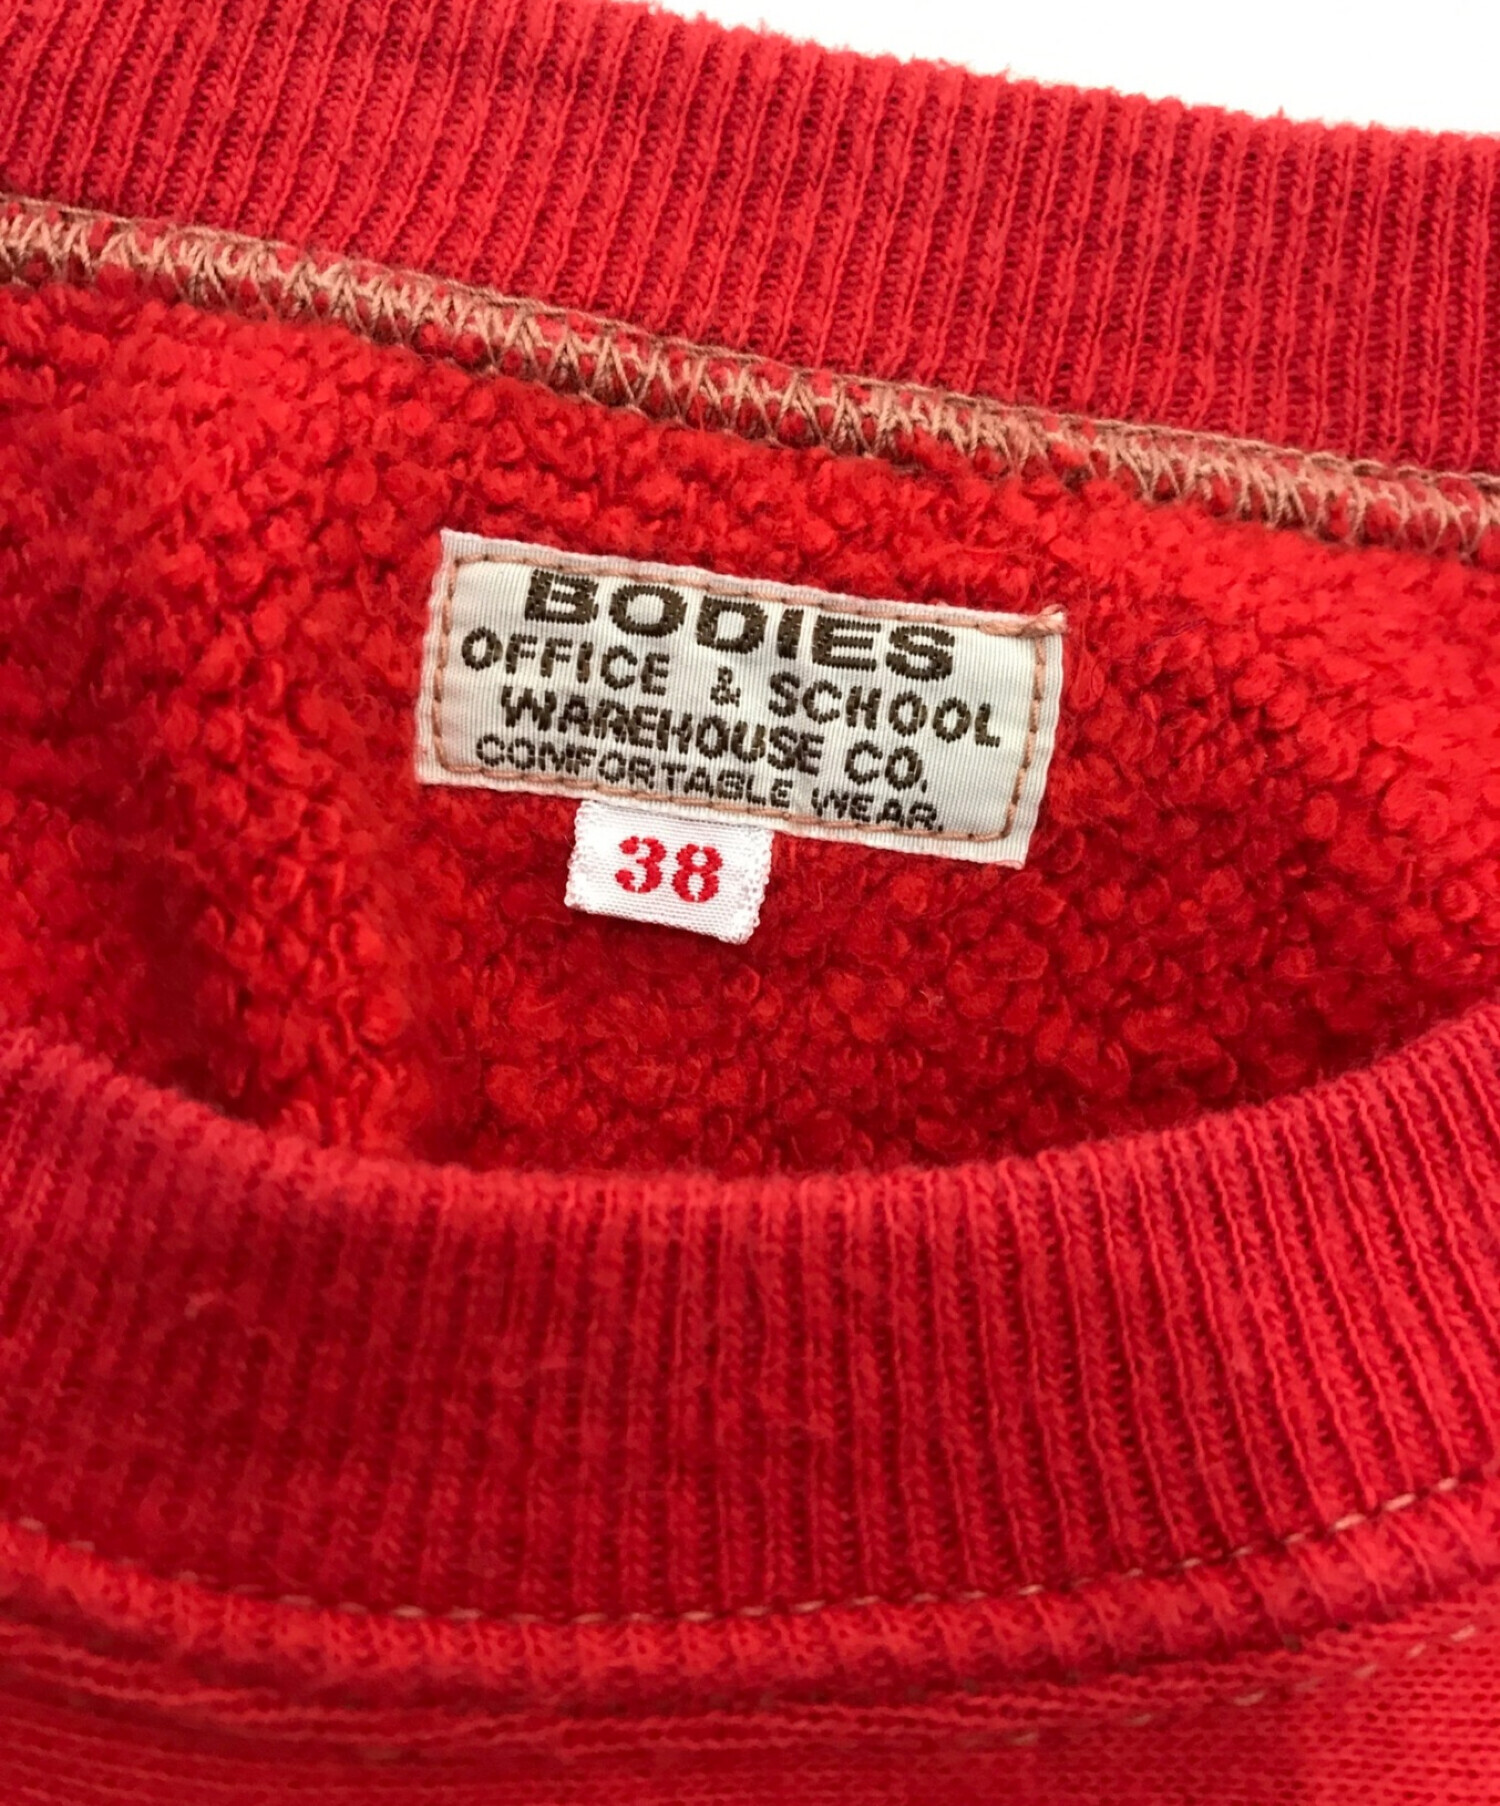 BODIES
OFFICE & SCHOOL
WAREHOUSE CO.
COMFORTABLE WEAR.
38